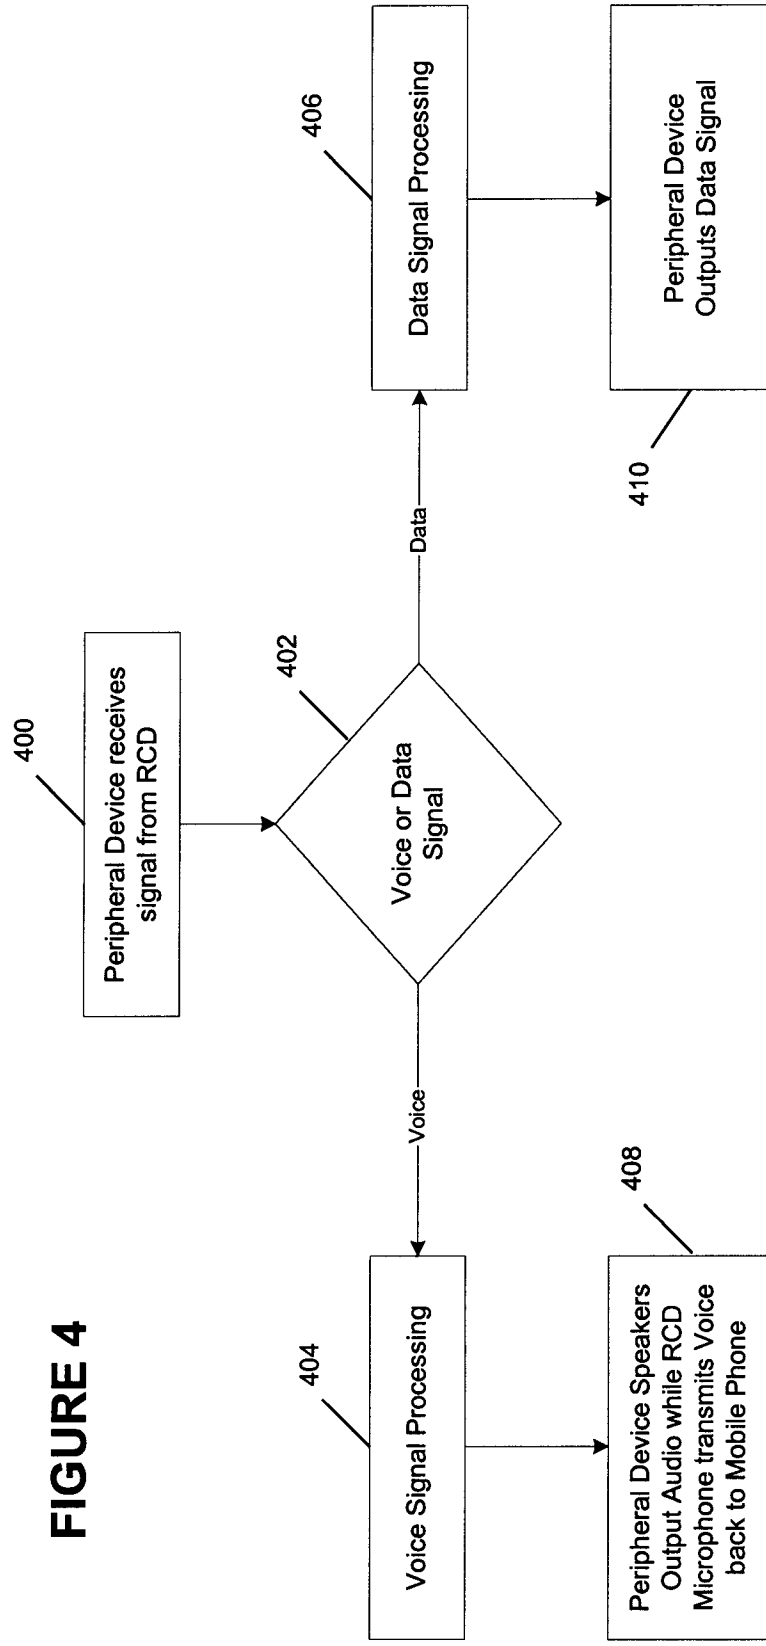 FIGURE 4
400
Peripheral Device receives
signal from RCD
402
Voice or Data
Signal
Voice
Data
404
Voice Signal Processing
406
Data Signal Processing
408
Peripheral Device Speakers
Output Audio while RCD
Microphone transmits Voice
back to Mobile Phone
410
Peripheral Device
Outputs Data Signal